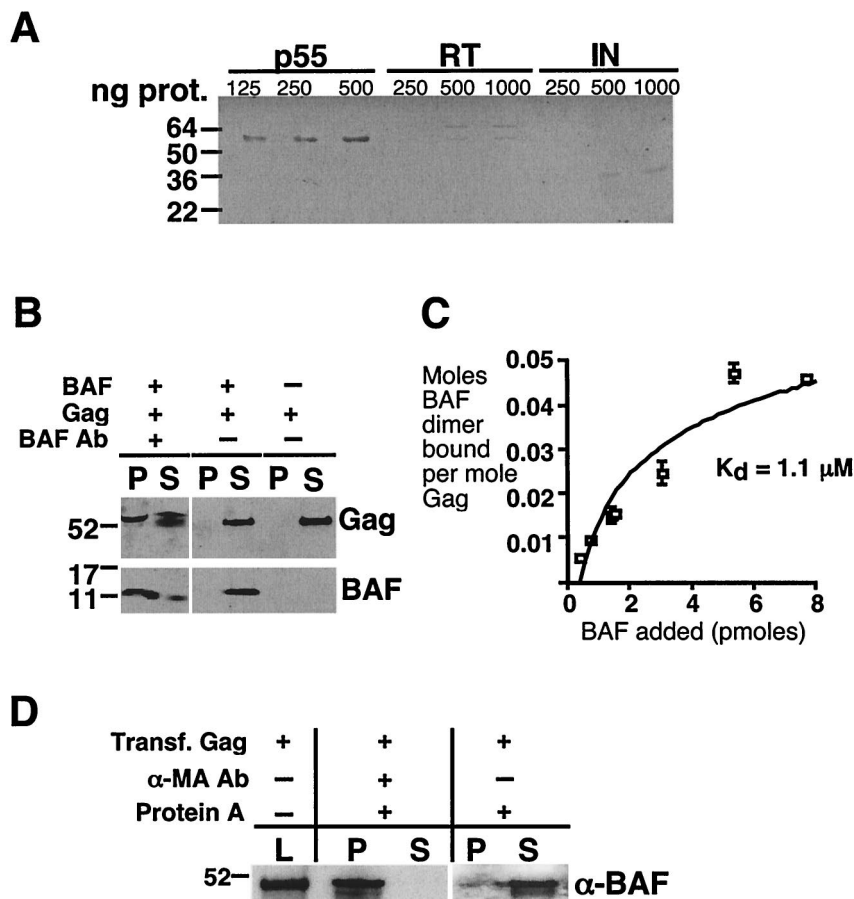 A
p55 RT IN
ng prot. 125 250 500 250 500 1000 250 500 1000
64
50
36
22
B
BAF + + −
Gag + + +
BAF Ab + − −
P S P S P S
52 Gag
17
11 BAF
C
Moles
BAF
dimer
bound
per mole
Gag
0.05
0.04
0.03
0.02
0.01
Kd = 1.1 μM
0 2 4 6 8
BAF added (pmoles)
D
Transf. Gag + + +
α-MA Ab − + −
Protein A − + +
L P S P S
52 α-BAF